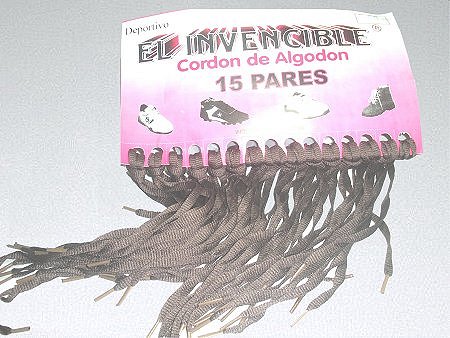 Deportivo
EL INVENCIBLE ®
Cordon de Algodon
15 PARES